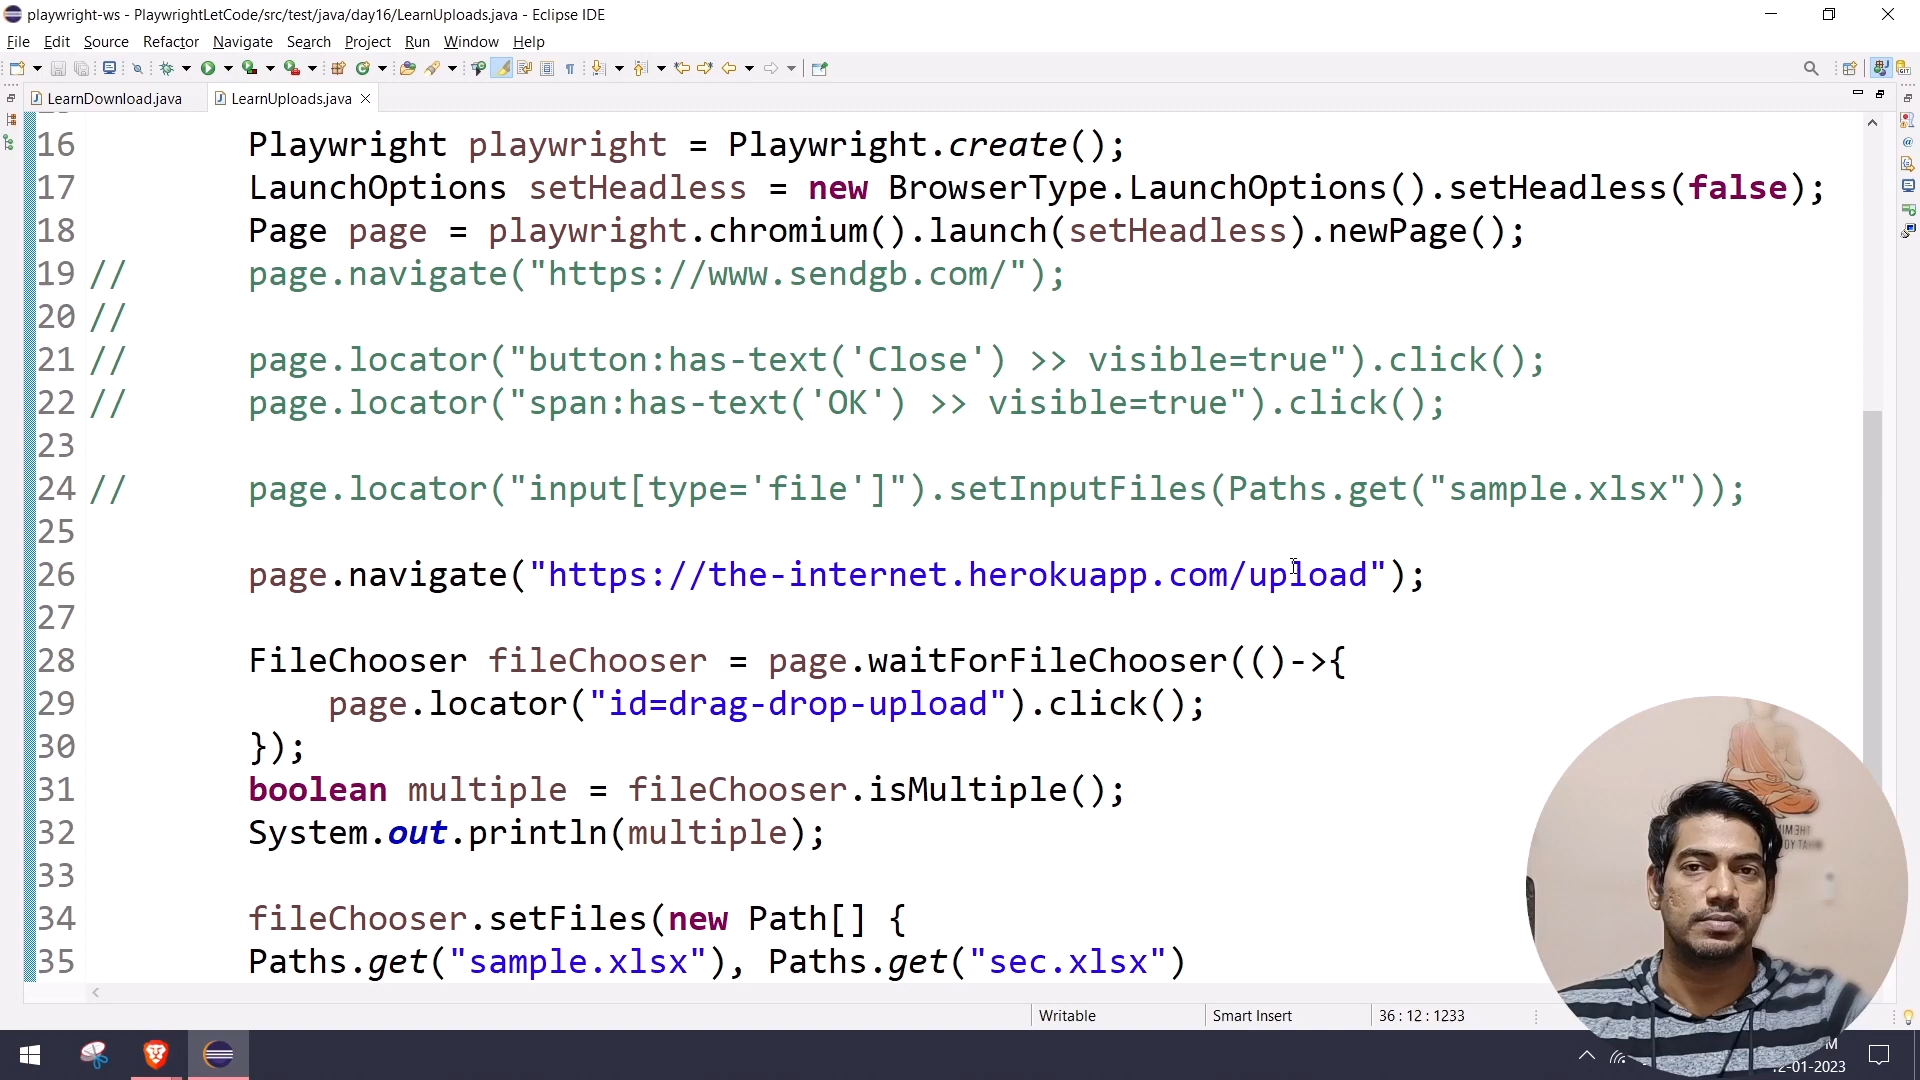 playwright-ws - PlaywrightLetCode/src/test/java/day16/LearnUploads.java - Eclipse IDE
File Edit Source Refactor Navigate Search Project Run Window Help
LearnDownload.java LearnUploads.java
16 Playwright playwright = Playwright.create();
17 LaunchOptions setHeadless = new BrowserType.LaunchOptions().setHeadless(false);
18 Page page = playwright.chromium().launch(setHeadless).newPage();
19 // page.navigate("https://www.sendgb.com/");
20 //
21 // page.locator("button:has-text('Close') >> visible=true").click();
22 // page.locator("span:has-text('OK') >> visible=true").click();
23
24 // page.locator("input[type='file']").setInputFiles(Paths.get("sample.xlsx"));
25
26 page.navigate("https://the-internet.herokuapp.com/upload");
27
28 FileChooser fileChooser = page.waitForFileChooser(()->{
29 page.locator("id=drag-drop-upload").click();
30 });
31 boolean multiple = fileChooser.isMultiple();
32 System.out.println(multiple);
33
34 fileChooser.setFiles(new Path[] {
35 Paths.get("sample.xlsx"), Paths.get("sec.xlsx")
Writable Smart Insert 36 : 12 : 1233
M
2-01-2023